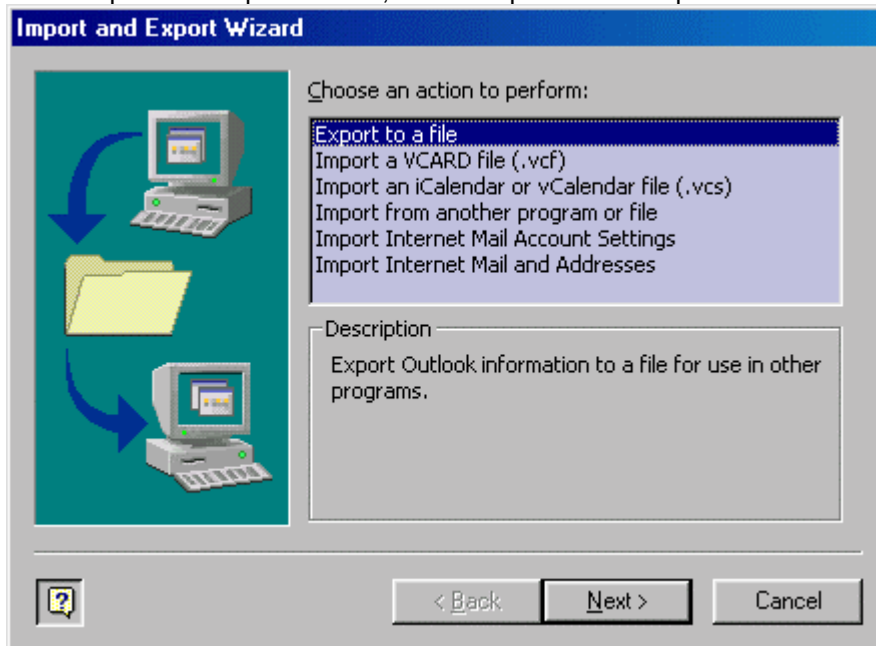 Import and Export Wizard
Choose an action to perform:
Export to a file
Import a VCARD file (.vcf)
Import an iCalendar or vCalendar file (.vcs)
Import from another program or file
Import Internet Mail Account Settings
Import Internet Mail and Addresses
Description
Export Outlook information to a file for use in other
programs.
?
< Back
Next >
Cancel